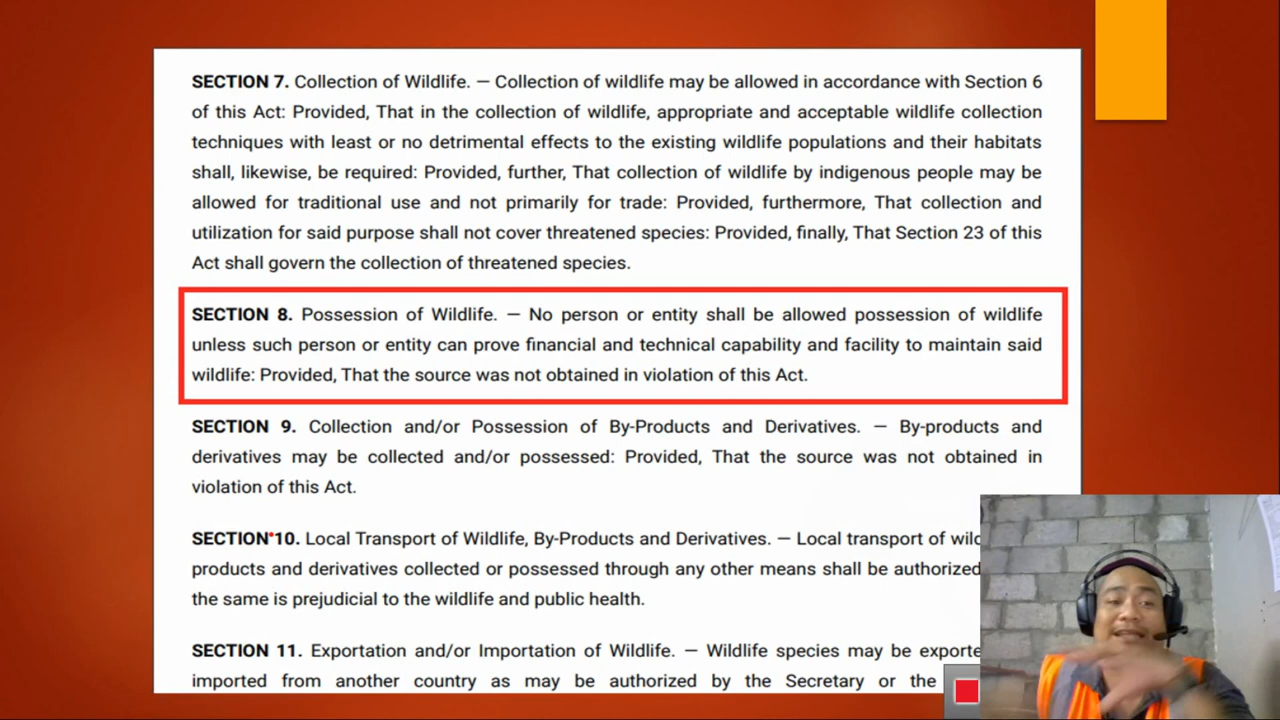 SECTION 7. Collection of Wildlife. — Collection of wildlife may be allowed in accordance with Section 6
of this Act: Provided, That in the collection of wildlife, appropriate and acceptable wildlife collection
techniques with least or no detrimental effects to the existing wildlife populations and their habitats
shall, likewise, be required: Provided, further, That collection of wildlife by indigenous people may be
allowed for traditional use and not primarily for trade: Provided, furthermore, That collection and
utilization for said purpose shall not cover threatened species: Provided, finally, That Section 23 of this
Act shall govern the collection of threatened species.
SECTION 8. Possession of Wildlife. — No person or entity shall be allowed possession of wildlife
unless such person or entity can prove financial and technical capability and facility to maintain said
wildlife: Provided, That the source was not obtained in violation of this Act.
SECTION 9. Collection and/or Possession of By-Products and Derivatives. — By-products and
derivatives may be collected and/or possessed: Provided, That the source was not obtained in
violation of this Act.
SECTION 10. Local Transport of Wildlife, By-Products and Derivatives. — Local transport of
products and derivatives collected or possessed through any other means shall be authorized
the same is prejudicial to the wildlife and public health.
SECTION 11. Exportation and/or Importation of Wildlife. — Wildlife species may be
imported from another country as may be authorized by the Secretary or the